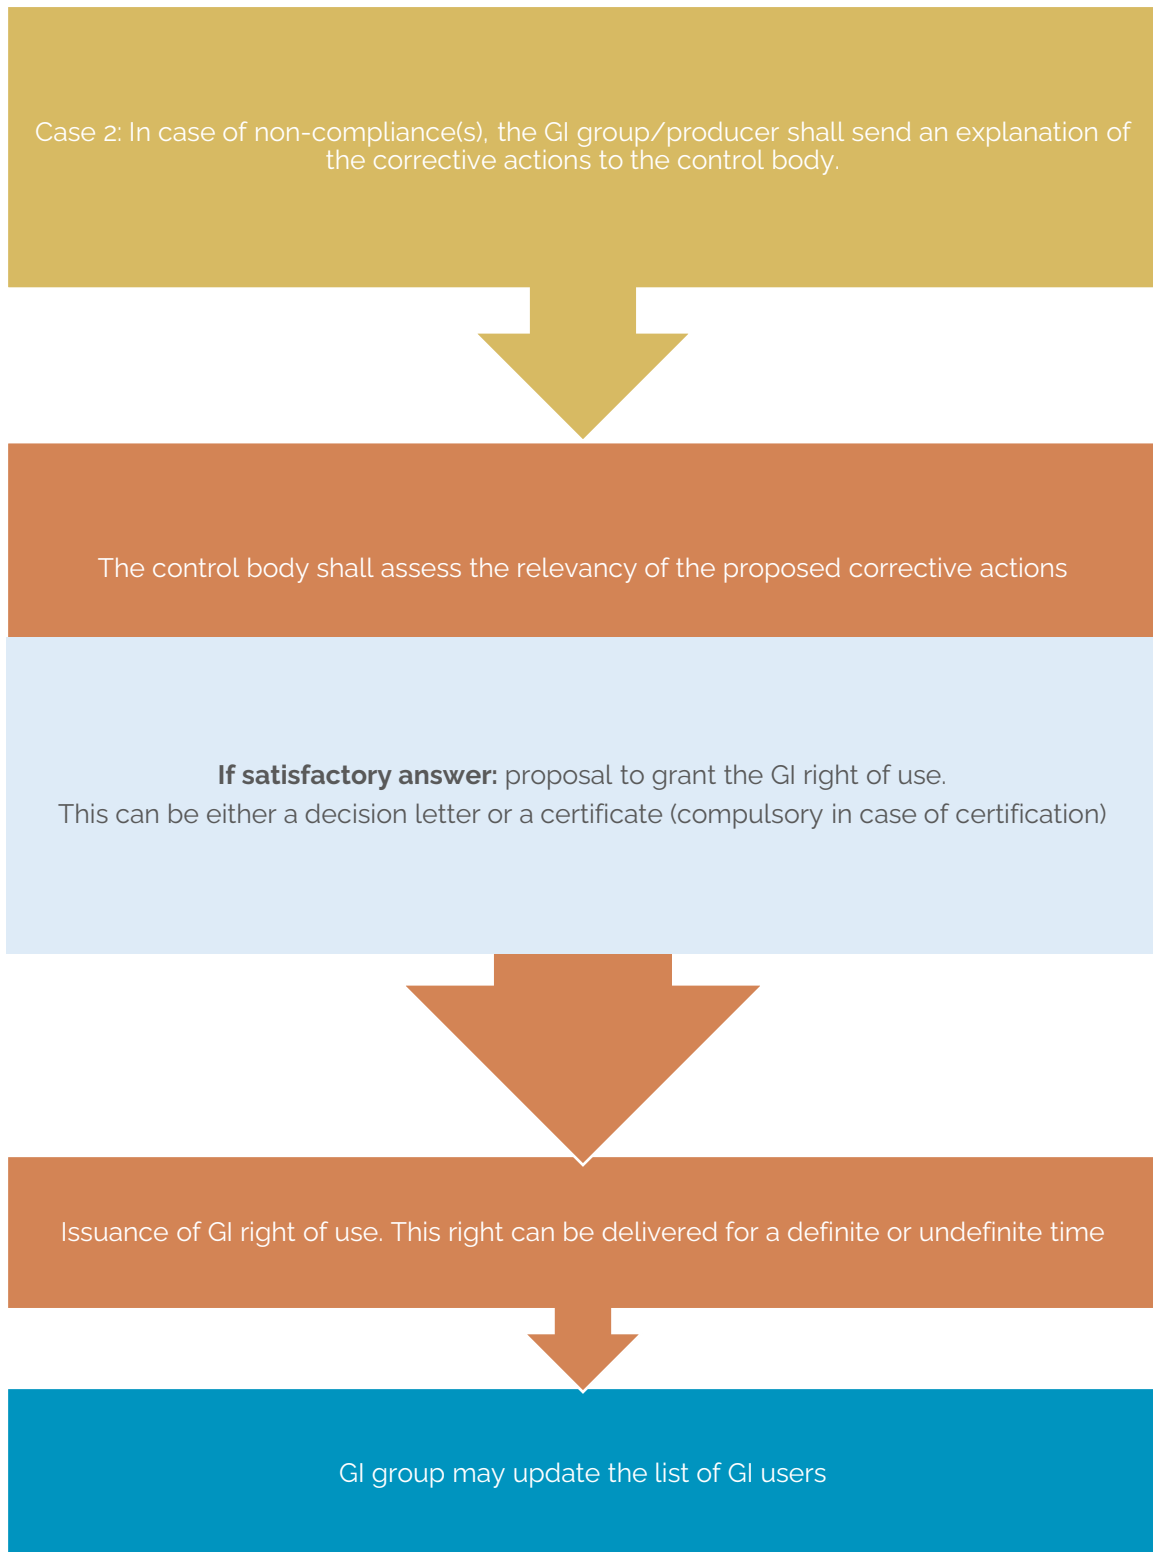 Case 2: In case of non-compliance(s), the GI group/producer shall send an explanation of
the corrective actions to the control body.
The control body shall assess the relevancy of the proposed corrective actions
If satisfactory answer: proposal to grant the GI right of use.
This can be either a decision letter or a certificate (compulsory in case of certification)
Issuance of GI right of use. This right can be delivered for a definite or undefinite time
GI group may update the list of GI users